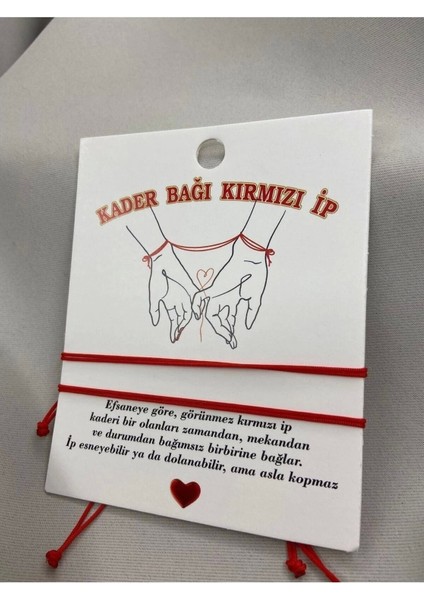 KADER BAĞI KIRMIZI İP
Efsaneye göre, görünmez kırmızı ip
kaderi bir olanları zamandan, mekandan
ve durumdan bağımsız birbirine bağlar.
İp esneyebilir ya da dolanabilir, ama asla kopmaz